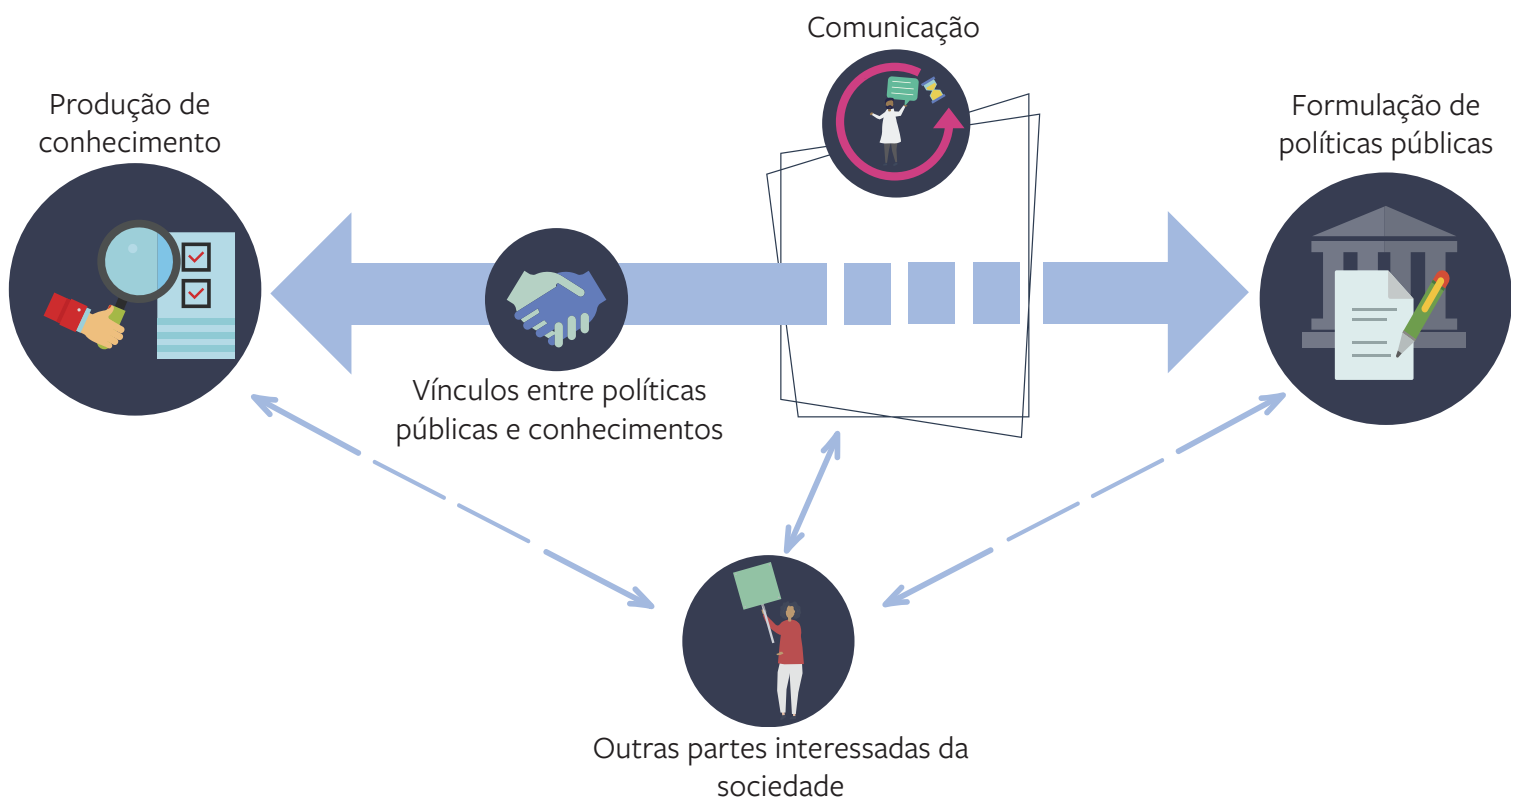 Comunicação
Produção de
conhecimento
Formulação de
políticas públicas
Vínculos entre políticas
públicas e conhecimentos
Outras partes interessadas da
sociedade